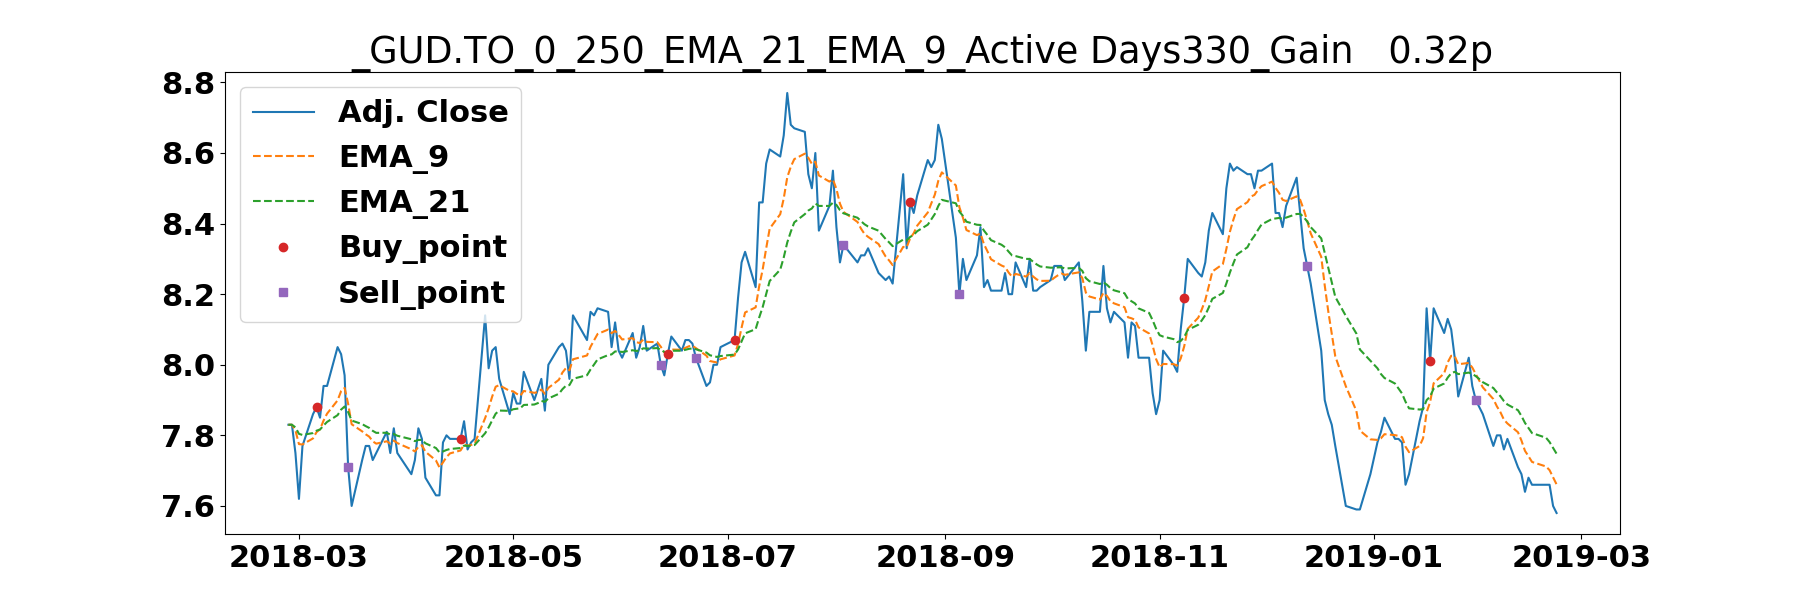 _GUD.TO_0_250_EMA_21_EMA_9_Active Days330_Gain 0.32p
8.8
8.6
8.4
8.2
8.0
7.8
7.6
Adj. Close
EMA_9
EMA_21
Buy_point
Sell_point
2018-03 2018-05 2018-07 2018-09 2018-11 2019-01 2019-03